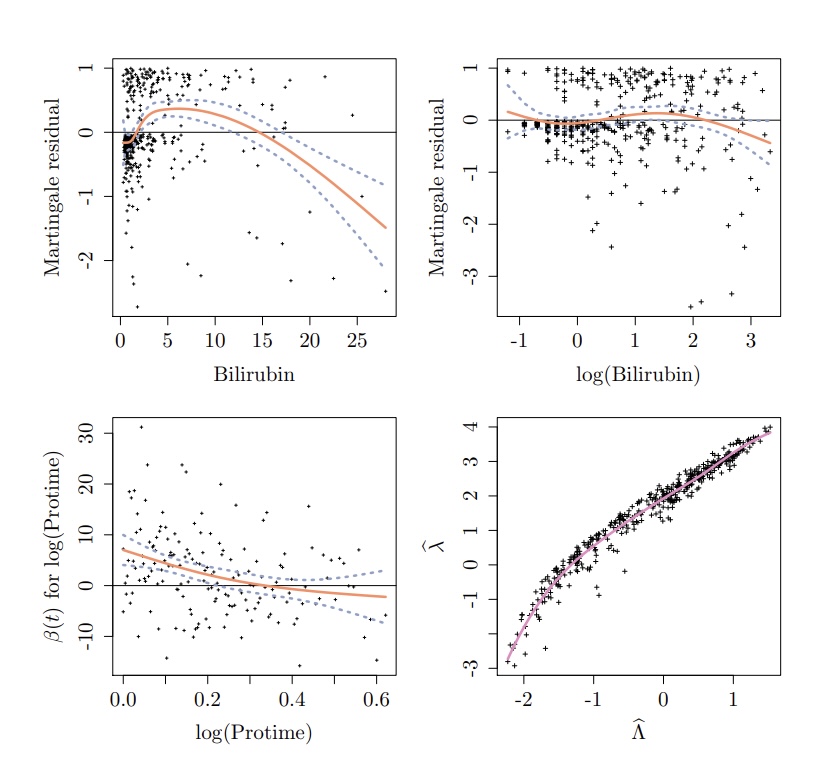 Martingale residual
1
0
-1
-2
0 5 10 15 20 25
Bilirubin
Martingale residual
1
0
-1
-2
-3
-1 0 1 2 3
log(Bilirubin)
β(t) for log(Protime)
30
20
10
0
-10
0.0 0.2 0.4 0.6
log(Protime)
λ̂
4
3
2
1
0
-1
-3
-2 -1 0 1
Λ̂